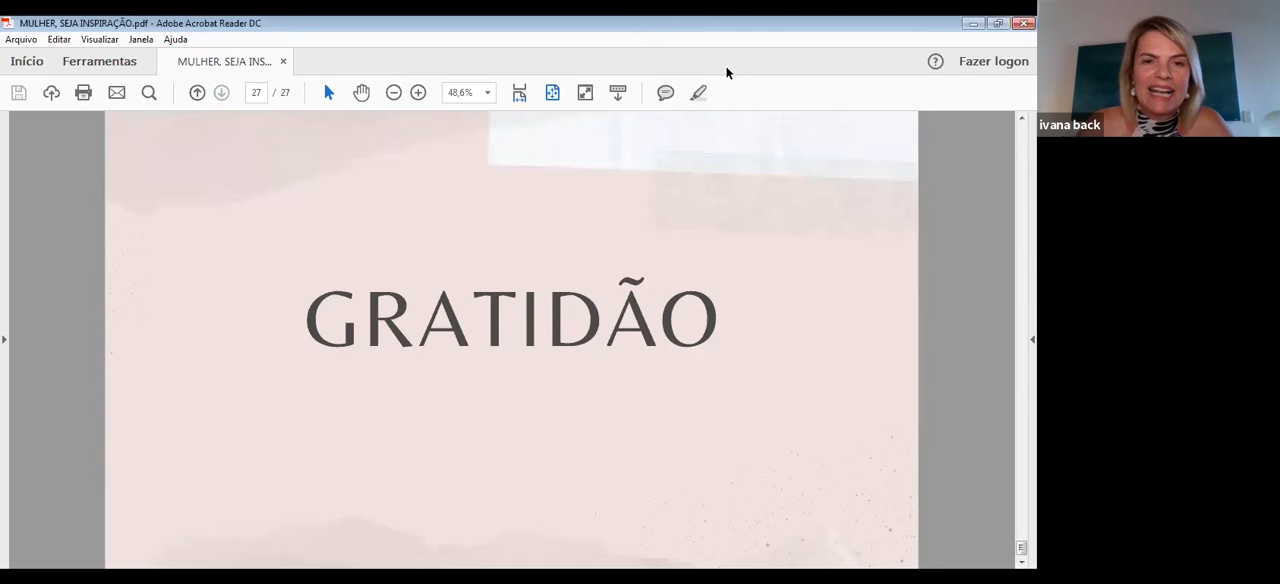 MULHER, SEJA INSPIRAÇÃO.pdf - Adobe Acrobat Reader DC
Arquivo Editar Visualizar Janela Ajuda
Início Ferramentas MULHER, SEJA INS... × Fazer logon
27 / 27 48,6%
ivana back
GRATIDÃO